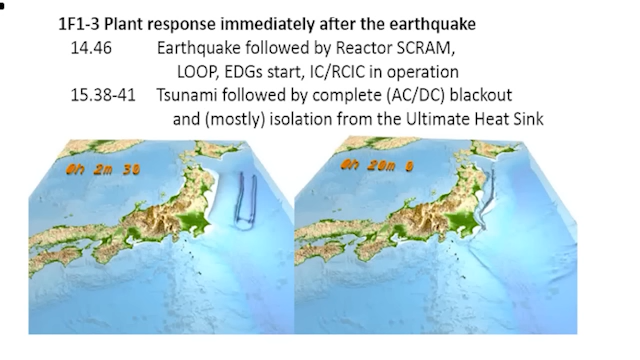 1F1-3 Plant response immediately after the earthquake
14.46 Earthquake followed by Reactor SCRAM,
LOOP, EDGs start, IC/RCIC in operation
15.38-41 Tsunami followed by complete (AC/DC) blackout
and (mostly) isolation from the Ultimate Heat Sink
0h 2m 30
0h 20m 0